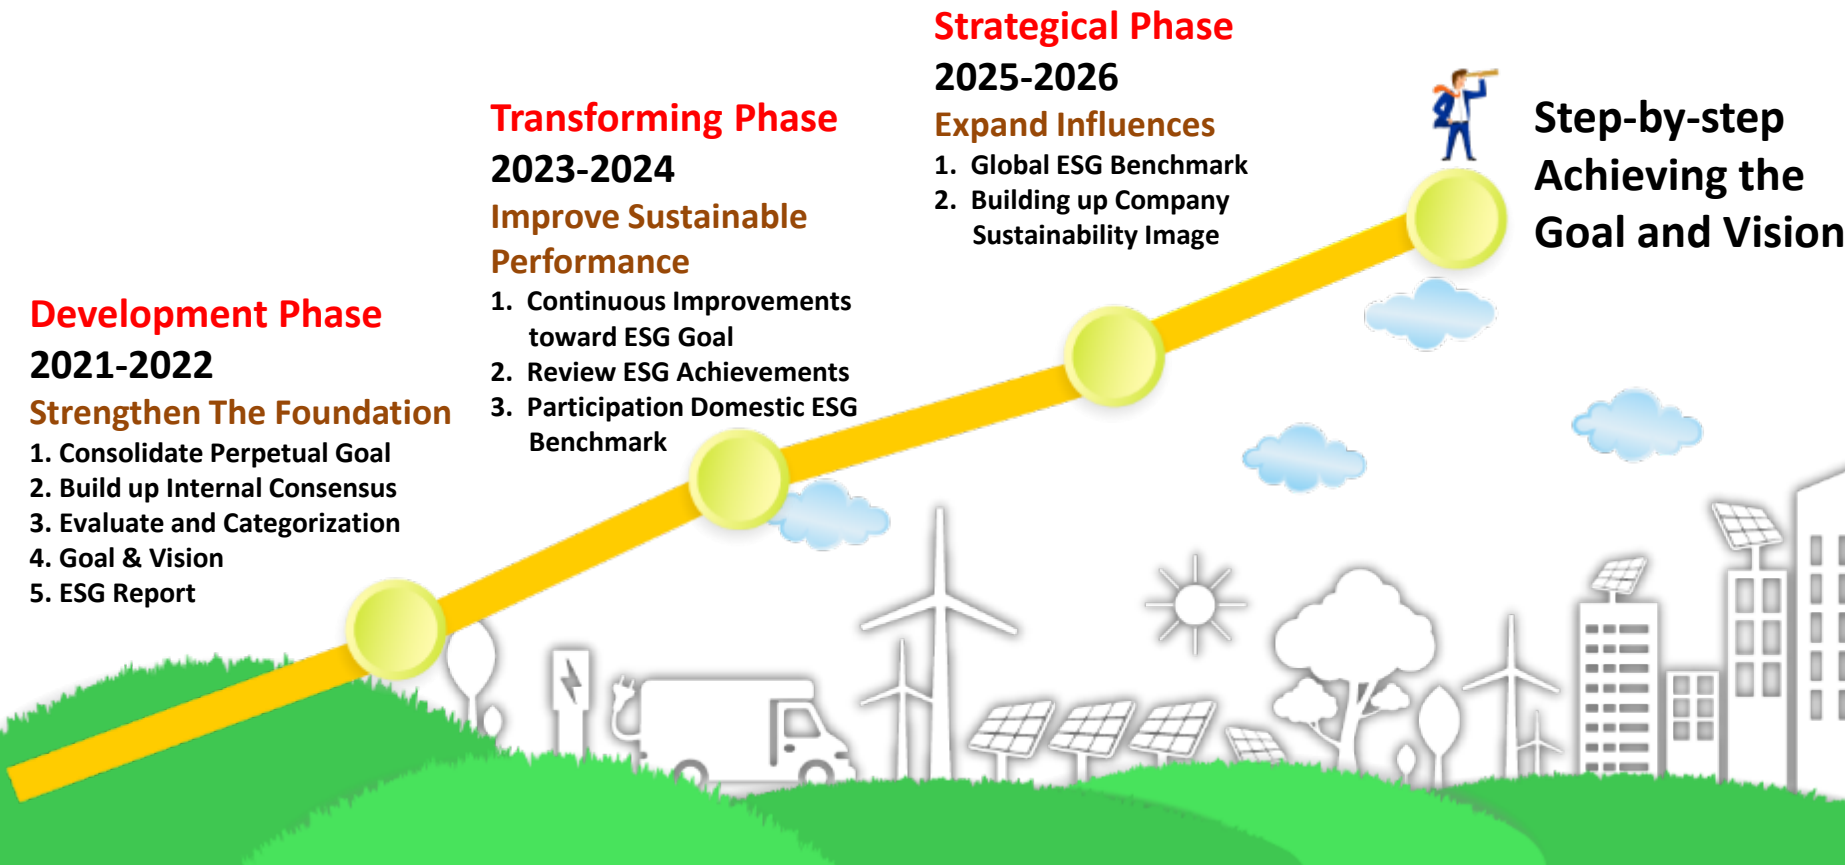 Development Phase
2021-2022
Strengthen The Foundation
1. Consolidate Perpetual Goal
2. Build up Internal Consensus
3. Evaluate and Categorization
4. Goal & Vision
5. ESG Report
Transforming Phase
2023-2024
Improve Sustainable
Performance
1. Continuous Improvements
toward ESG Goal
2. Review ESG Achievements
3. Participation Domestic ESG
Benchmark
Strategical Phase
2025-2026
Expand Influences
1. Global ESG Benchmark
2. Building up Company
Sustainability Image
Step-by-step
Achieving the
Goal and Vision